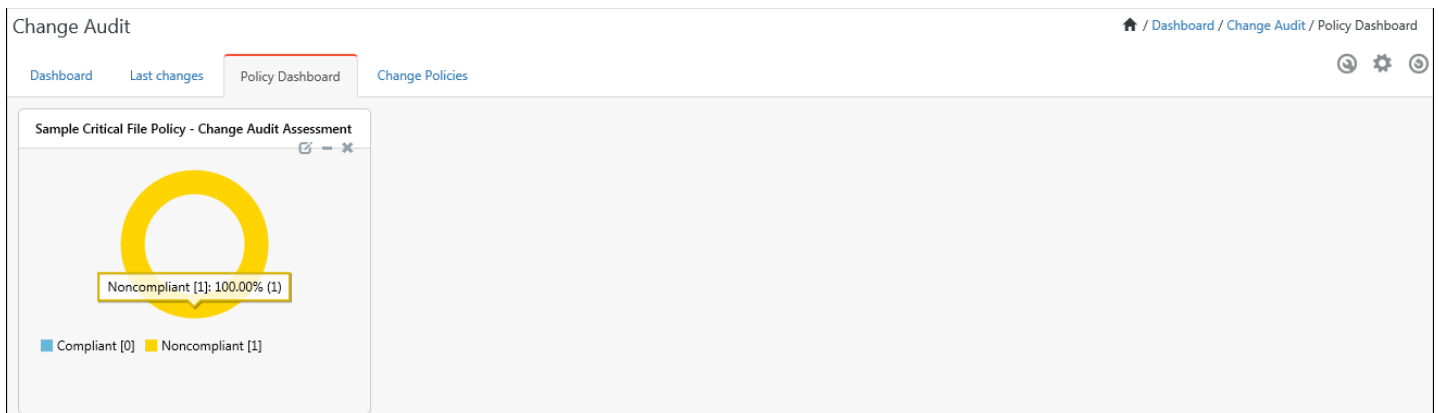 Change Audit
/ Dashboard / Change Audit / Policy Dashboard
Dashboard Last changes Policy Dashboard Change Policies
Sample Critical File Policy - Change Audit Assessment
Noncompliant [1]: 100.00% (1)
Compliant [0] Noncompliant [1]